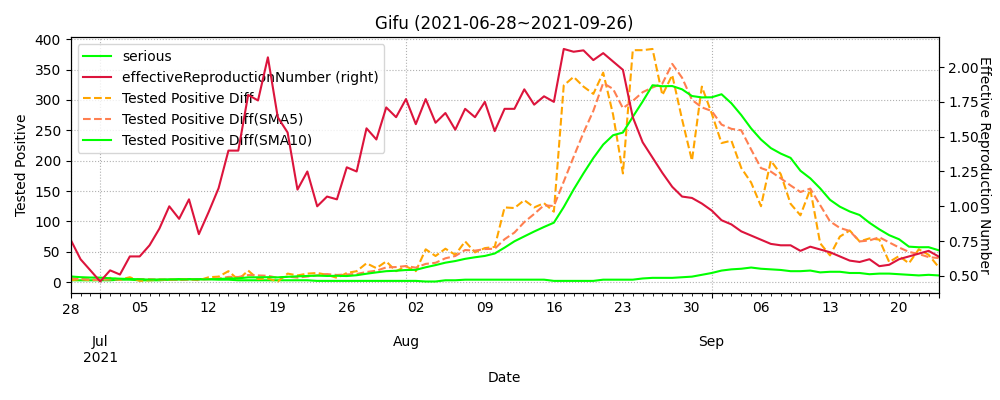 Gifu (2021-06-28~2021-09-26)
serious
effectiveReproductionNumber (right)
Tested Positive Diff
Tested Positive Diff(SMA5)
Tested Positive Diff(SMA10)
Tested Positive
400
350
300
250
200
150
100
50
0
2.00
1.75
1.50
1.25
1.00
0.75
0.50
Effective Reproduction Number
28 05 12 19 26 02 09 16 23 30 06 13 20
Jul Aug Sep
2021
Date